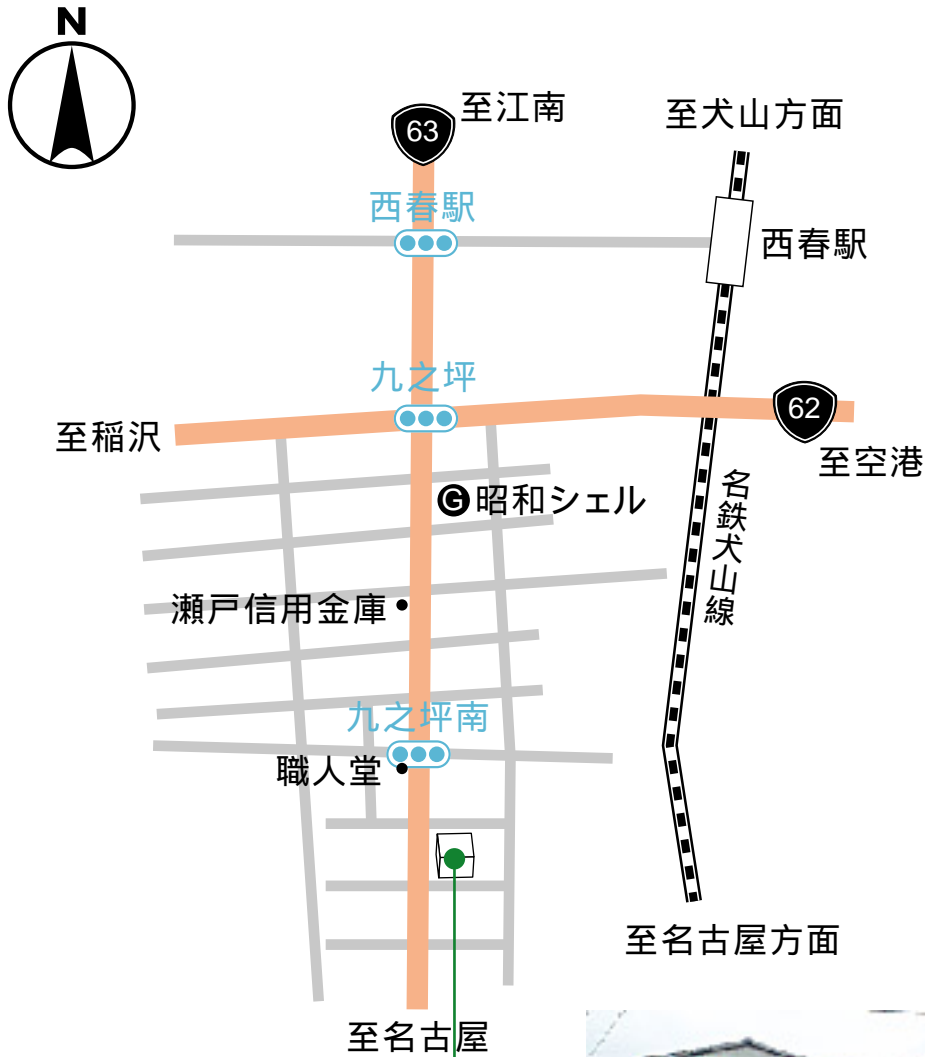 N
63
至江南
至犬山方面
西春駅
西春駅
九之坪
62
至稲沢
至空港
G昭和シェル
名鉄犬山線
瀬戸信用金庫
九之坪南
職人堂
至名古屋方面
至名古屋